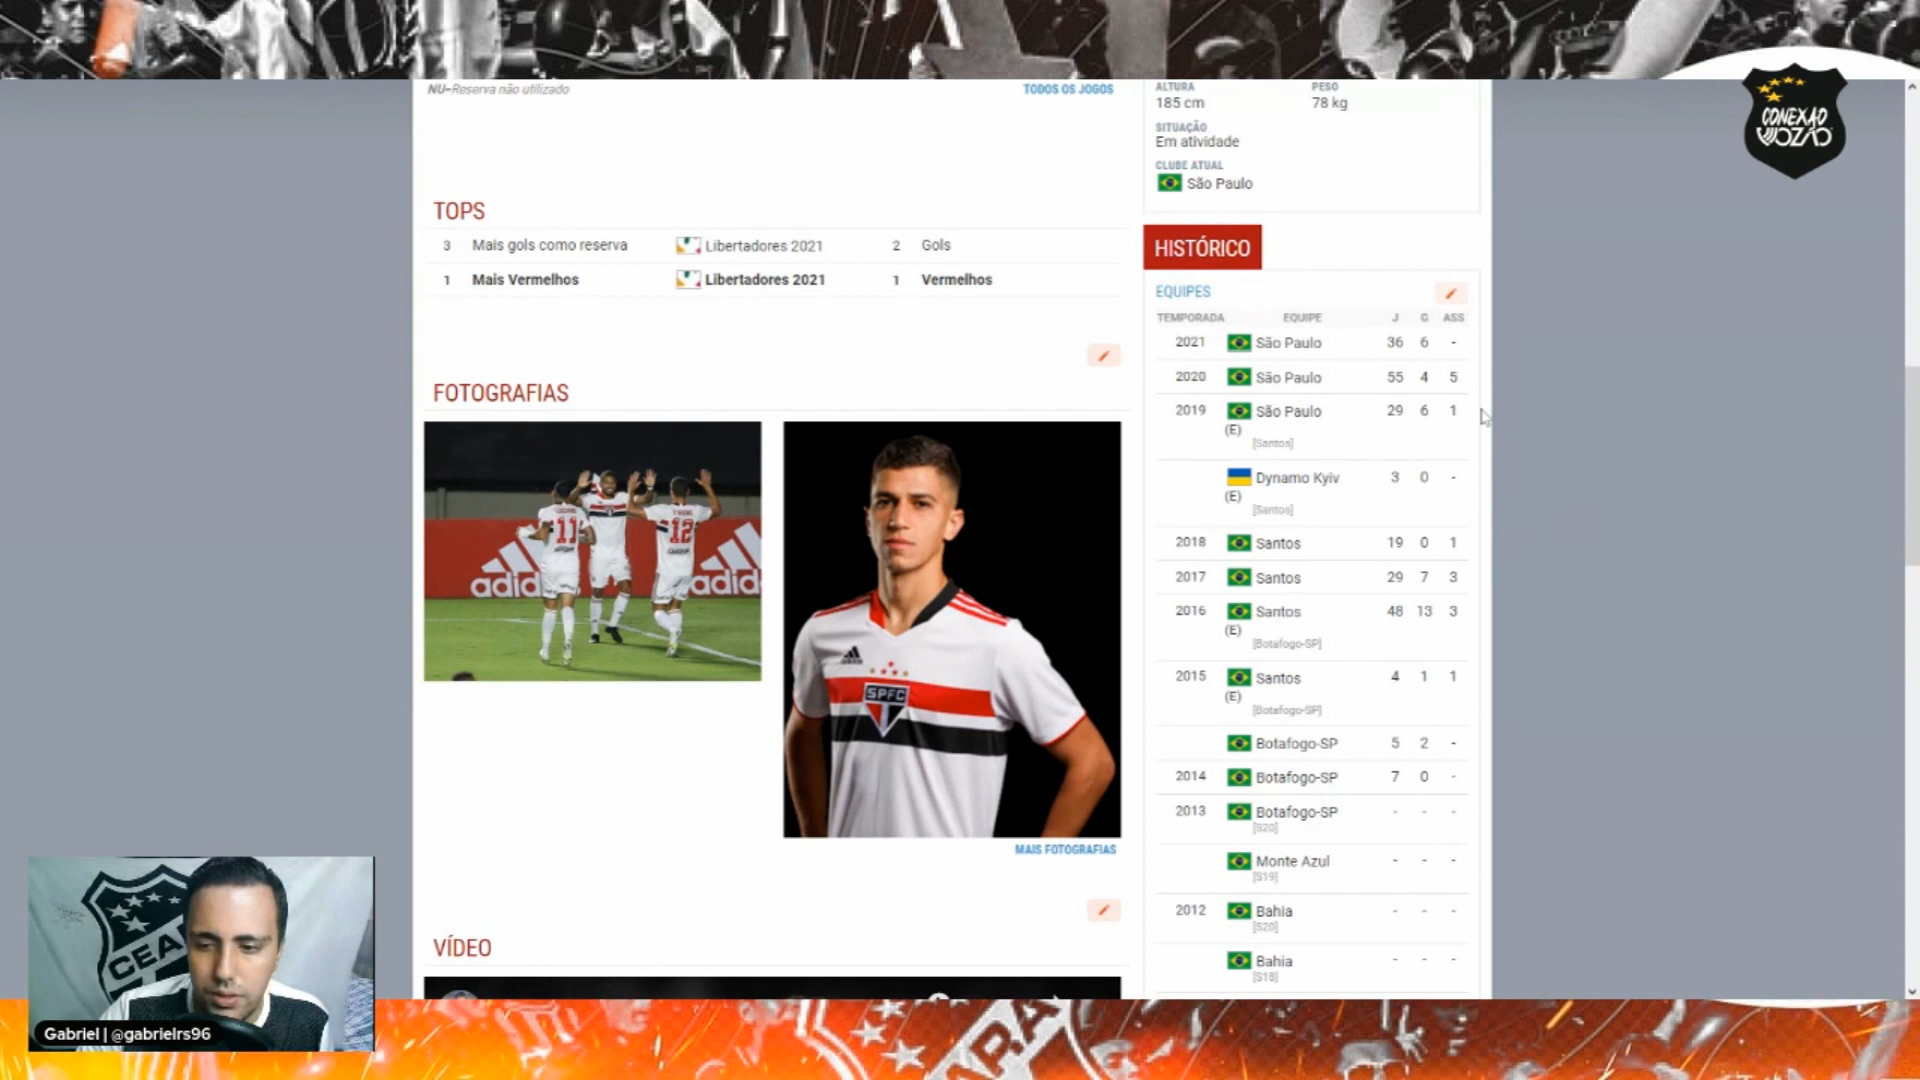 NU=Reserva não utilizado
TODOS OS JOGOS
ALTURA
PESO
185 cm
78 kg
SITUAÇÃO
Em atividade
CLUBE ATUAL
São Paulo
CONEXÃO
VOZÃO
TOPS
3 Mais gols como reserva Libertadores 2021 2 Gols
1 Mais Vermelhos Libertadores 2021 1 Vermelhos
HISTÓRICO
EQUIPES
TEMPORADA EQUIPE J G ASS
2021 São Paulo 36 6 -
2020 São Paulo 55 4 5
2019 São Paulo 29 6 1
(E)
[Santos]
Dynamo Kyiv 3 0 -
(E)
[Santos]
2018 Santos 19 0 1
2017 Santos 29 7 3
2016 Santos 48 13 3
(E)
[Botafogo-SP]
2015 Santos 4 1 1
(E)
[Botafogo-SP]
Botafogo-SP 5 2 -
2014 Botafogo-SP 7 0 -
2013 Botafogo-SP - - -
[S20]
Monte Azul - - -
[S19]
2012 Bahia - - -
[S20]
Bahia - - -
[S18]
FOTOGRAFIAS
11
12
adid
adid
SPFC
MAIS FOTOGRAFIAS
VÍDEO
CEA
Gabriel | @gabrielrs96
ARA